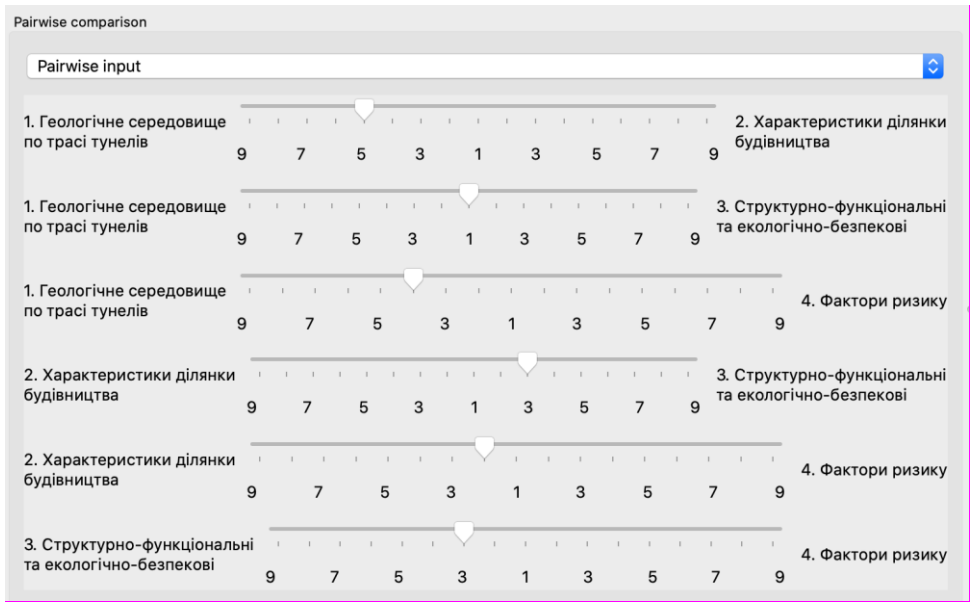 Pairwise comparison
Pairwise input
1. Геологічне середовище
по трасі тунелів
9 7 5 3 1 3 5 7 9
2. Характеристики ділянки
будівництва
1. Геологічне середовище
по трасі тунелів
9 7 5 3 1 3 5 7 9
3. Структурно-функціональні
та екологічно-безпекові
1. Геологічне середовище
по трасі тунелів
9 7 5 3 1 3 5 7 9
4. Фактори ризику
2. Характеристики ділянки
будівництва
9 7 5 3 1 3 5 7 9
3. Структурно-функціональні
та екологічно-безпекові
2. Характеристики ділянки
будівництва
9 7 5 3 1 3 5 7 9
4. Фактори ризику
3. Структурно-функціональні
та екологічно-безпекові
9 7 5 3 1 3 5 7 9
4. Фактори ризику